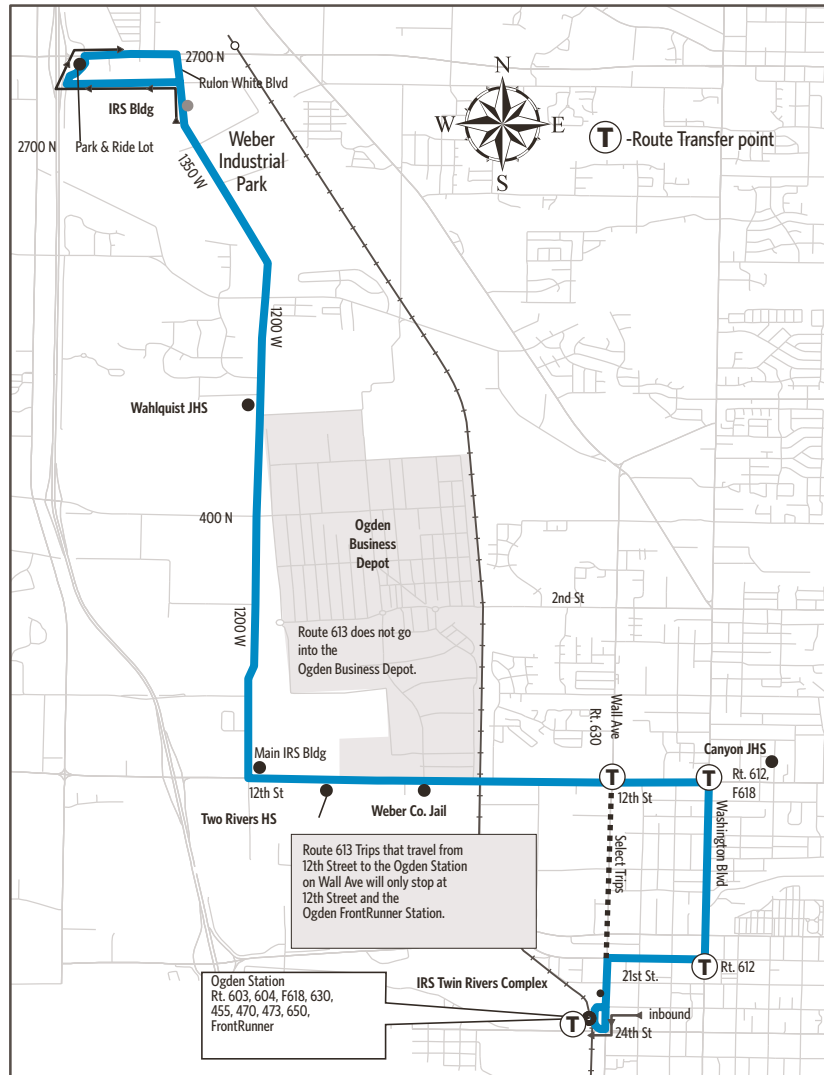 2700 N
Rulon White Blvd
IRS Bldg
Park & Ride Lot
2700 N
1350 W
Weber
Industrial
Park
N
W
E
S
T
-Route Transfer point
1200 W
Wahlquist JHS
400 N
Ogden
Business
Depot
2nd St
1200 W
Route 613 does not go
into the
Ogden Business Depot.
Wall Ave
Rt. 630
Canyon JHS
Main IRS Bldg
T
T
Rt. 612,
F618
12th St
12th St
Two Rivers HS
Weber Co. Jail
Select Trips
Washington Blvd
Route 613 Trips that travel from
12th Street to the Ogden Station
on Wall Ave will only stop at
12th Street and the
Ogden FrontRunner Station.
T
Rt. 612
21st St.
IRS Twin Rivers Complex
Ogden Station
Rt. 603, 604, F618, 630,
455, 470, 473, 650,
FrontRunner
T
inbound
24th St